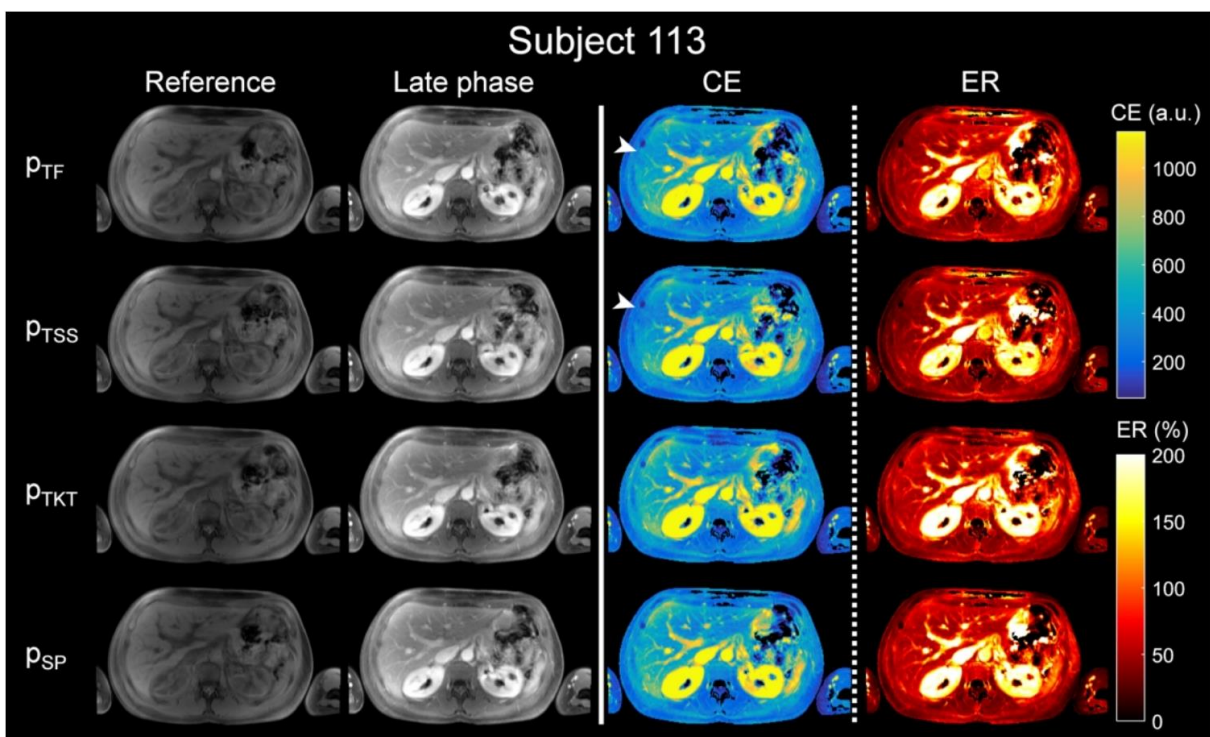 Subject 113
Reference Late phase CE ER
CE (a.u.)
pTF
1000
800
600
pTSS
400
200
ER (%)
pTKT
200
150
100
pSP
50
0